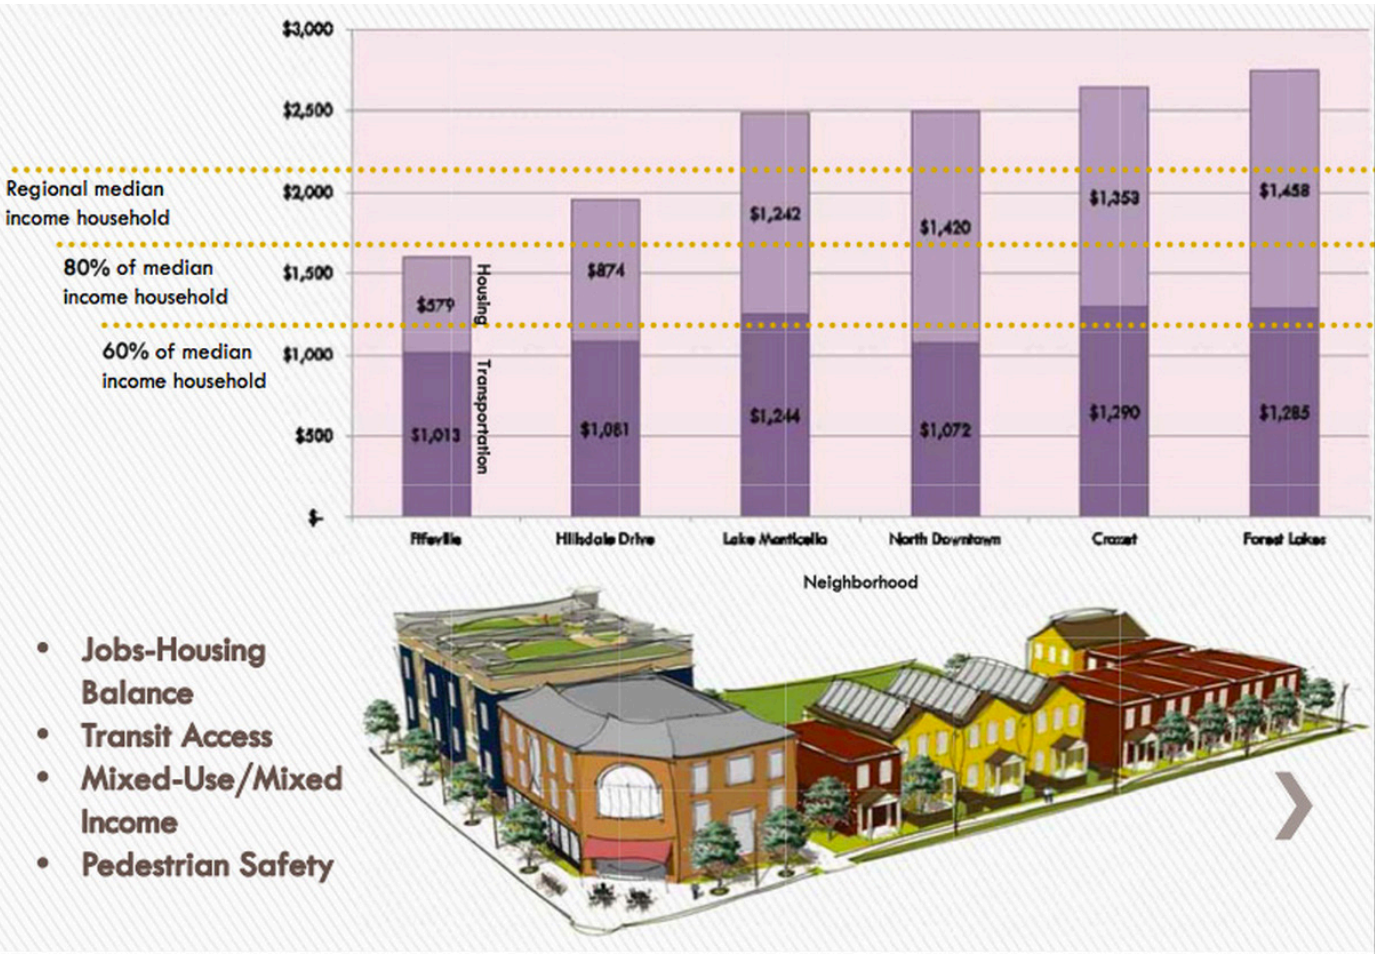 $3,000
$2,500
Regional median
income household
$2,000
80% of median
income household
$1,500
60% of median
income household
$1,000
$500
$-
$579
$1,013
Housing
Transportation
$874
$1,081
$1,242
$1,244
$1,420
$1,072
$1,353
$1,290
$1,458
$1,285
Fifeville
Hillsdale Drive
Lake Monticello
North Downtown
Crozet
Forest Lakes
Neighborhood
• Jobs-Housing
Balance
• Transit Access
• Mixed-Use/Mixed
Income
• Pedestrian Safety